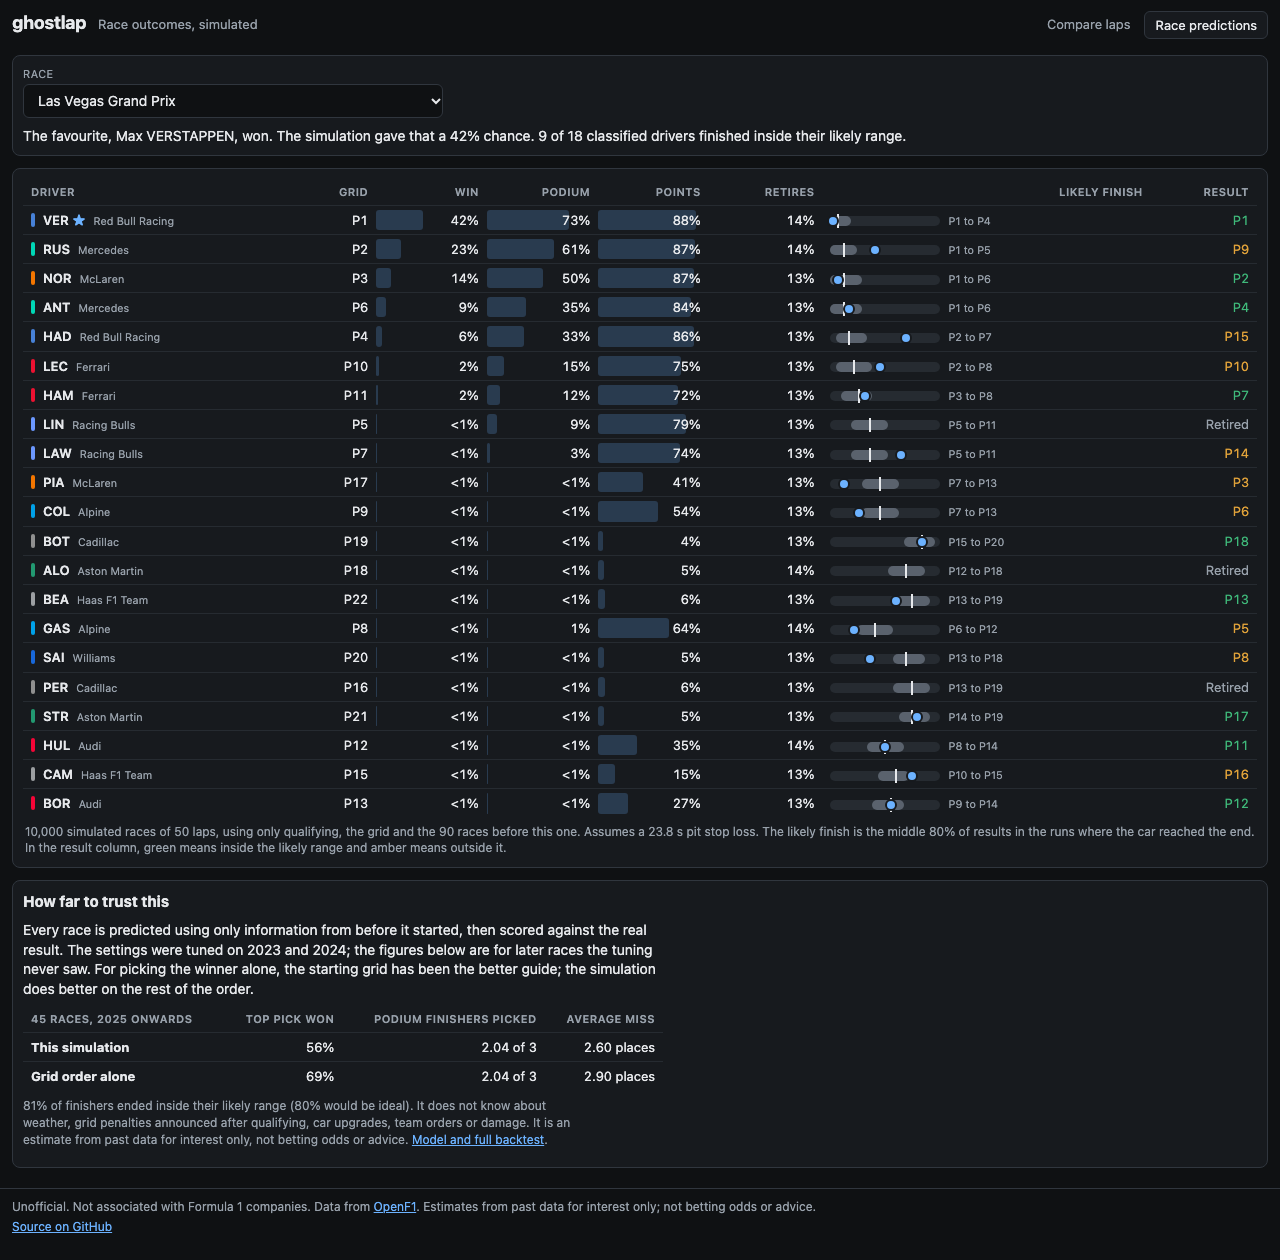 ghostlap Race outcomes, simulated Compare laps Race predictions
RACE
Las Vegas Grand Prix
The favourite, Max VERSTAPPEN, won. The simulation gave that a 42% chance. 9 of 18 classified drivers finished inside their likely range.
DRIVER GRID WIN PODIUM POINTS RETIRES LIKELY FINISH RESULT
VER Red Bull Racing P1 42% 73% 88% 14% P1 to P4 P1
RUS Mercedes P2 23% 61% 87% 14% P1 to P5 P9
NOR McLaren P3 14% 50% 87% 13% P1 to P6 P2
ANT Mercedes P6 9% 35% 84% 13% P1 to P6 P4
HAD Red Bull Racing P4 6% 33% 86% 13% P2 to P7 P15
LEC Ferrari P10 2% 15% 75% 13% P2 to P8 P10
HAM Ferrari P11 2% 12% 72% 13% P3 to P8 P7
LIN Racing Bulls P5 <1% 9% 79% 13% P5 to P11 Retired
LAW Racing Bulls P7 <1% 3% 74% 13% P5 to P11 P14
PIA McLaren P17 <1% <1% 41% 13% P7 to P13 P3
COL Alpine P9 <1% <1% 54% 13% P7 to P13 P6
BOT Cadillac P19 <1% <1% 4% 13% P15 to P20 P18
ALO Aston Martin P18 <1% <1% 5% 14% P12 to P18 Retired
BEA Haas F1 Team P22 <1% <1% 6% 13% P13 to P19 P13
GAS Alpine P8 <1% 1% 64% 14% P6 to P12 P5
SAI Williams P20 <1% <1% 5% 13% P13 to P18 P8
PER Cadillac P16 <1% <1% 6% 13% P13 to P19 Retired
STR Aston Martin P21 <1% <1% 5% 13% P14 to P19 P17
HUL Audi P12 <1% <1% 35% 14% P8 to P14 P11
CAM Haas F1 Team P15 <1% <1% 15% 13% P10 to P15 P16
BOR Audi P13 <1% <1% 27% 13% P9 to P14 P12
10,000 simulated races of 50 laps, using only qualifying, the grid and the 90 races before this one. Assumes a 23.8 s pit stop loss. The likely finish is the middle 80% of results in the runs where the car reached the end.
In the result column, green means inside the likely range and amber means outside it.
How far to trust this
Every race is predicted using only information from before it started, then scored against the real
result. The settings were tuned on 2023 and 2024; the figures below are for later races the tuning
never saw. For picking the winner alone, the starting grid has been the better guide; the simulation
does better on the rest of the order.
45 RACES, 2025 ONWARDS TOP PICK WON PODIUM FINISHERS PICKED AVERAGE MISS
This simulation 56% 2.04 of 3 2.60 places
Grid order alone 69% 2.04 of 3 2.90 places
81% of finishers ended inside their likely range (80% would be ideal). It does not know about
weather, grid penalties announced after qualifying, car upgrades, team orders or damage. It is an
estimate from past data for interest only, not betting odds or advice. Model and full backtest.
Unofficial. Not associated with Formula 1 companies. Data from OpenF1. Estimates from past data for interest only; not betting odds or advice.
Source on GitHub